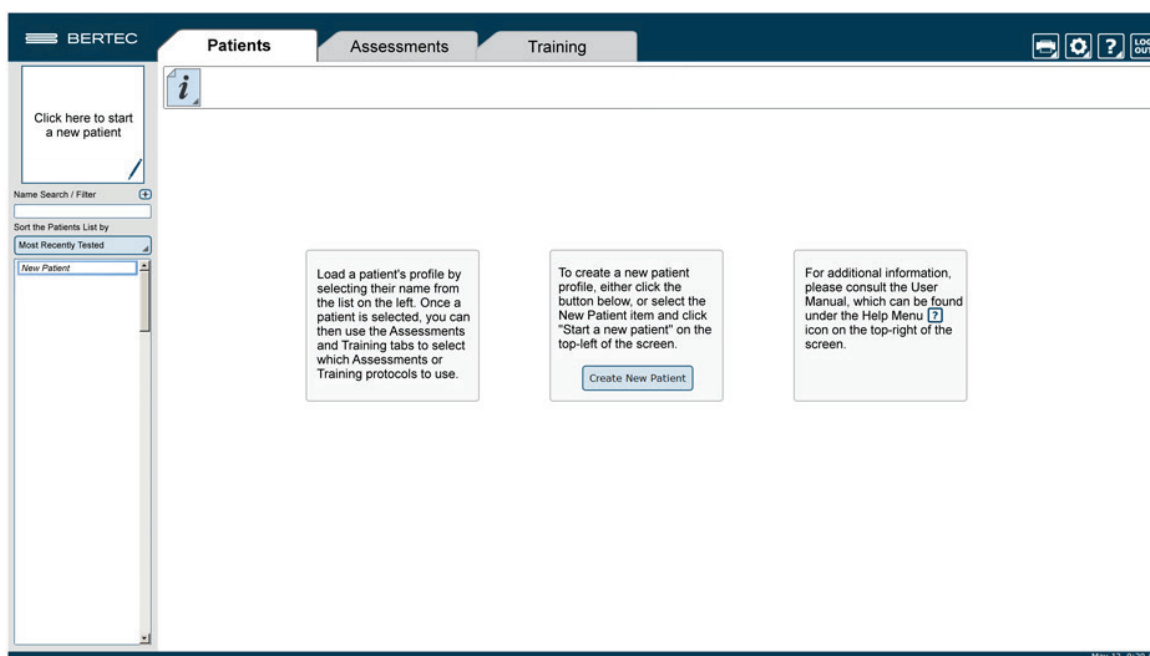 BERTEC
Patients
Assessments
Training
LOG
OUT
i
Click here to start
a new patient
Name Search / Filter
Sort the Patients List by
Most Recently Tested
New Patient
Load a patient's profile by
selecting their name from
the list on the left. Once a
patient is selected, you can
then use the Assessments
and Training tabs to select
which Assessments or
Training protocols to use.
To create a new patient
profile, either click the
button below, or select the
New Patient item and click
"Start a new patient" on the
top-left of the screen.
Create New Patient
For additional information,
please consult the User
Manual, which can be found
under the Help Menu ?
icon on the top-right of the
screen.